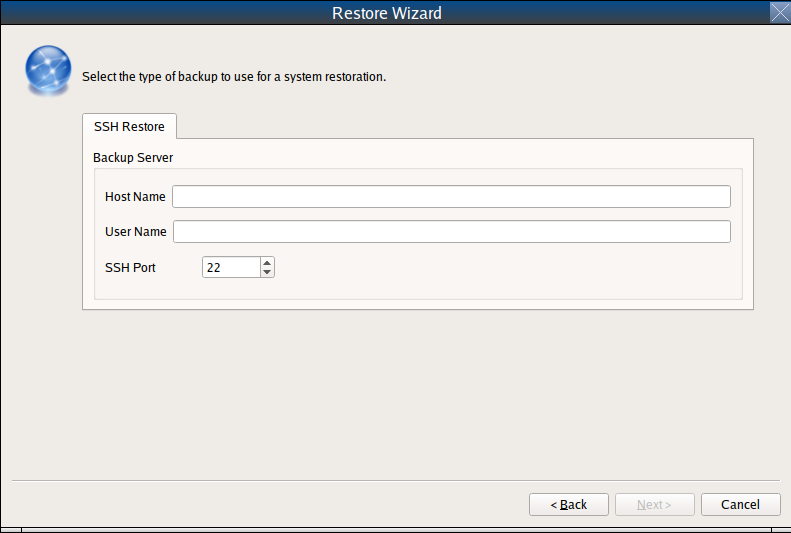 Restore Wizard
Select the type of backup to use for a system restoration.
SSH Restore
Backup Server
Host Name
User Name
SSH Port 22
< Back Next > Cancel